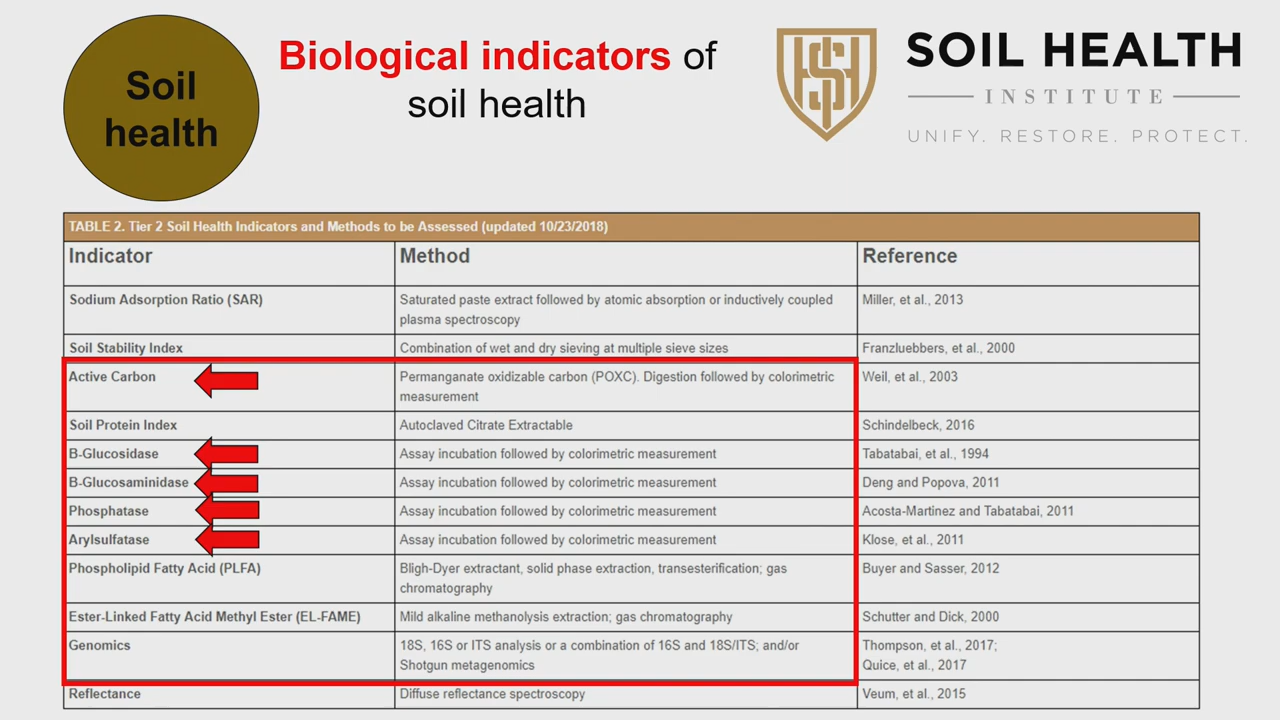 Soil
health
Biological indicators of
soil health
SOIL HEALTH
INSTITUTE
UNIFY. RESTORE. PROTECT.
TABLE 2. Tier 2 Soil Health Indicators and Methods to be Assessed (updated 10/23/2018)
Indicator Method Reference
Sodium Adsorption Ratio (SAR) Saturated paste extract followed by atomic absorption or inductively coupled Miller, et al., 2013
plasma spectroscopy
Soil Stability Index Combination of wet and dry sieving at multiple sieve sizes Franzluebbers, et al., 2000
Active Carbon Permanganate oxidizable carbon (POXC). Digestion followed by colorimetric Weil, et al., 2003
measurement
Soil Protein Index Autoclaved Citrate Extractable Schindelbeck, 2016
B-Glucosidase Assay incubation followed by colorimetric measurement Tabatabai, et al., 1994
B-Glucosaminidase Assay incubation followed by colorimetric measurement Deng and Popova, 2011
Phosphatase Assay incubation followed by colorimetric measurement Acosta-Martinez and Tabatabai, 2011
Arylsulfatase Assay incubation followed by colorimetric measurement Klose, et al., 2011
Phospholipid Fatty Acid (PLFA) Bligh-Dyer extractant, solid phase extraction, transesterification; gas Buyer and Sasser, 2012
chromatography
Ester-Linked Fatty Acid Methyl Ester (EL-FAME) Mild alkaline methanolysis extraction; gas chromatography Schutter and Dick, 2000
Genomics 18S, 16S or ITS analysis or a combination of 16S and 18S/ITS; and/or Thompson, et al., 2017;
Shotgun metagenomics Quice, et al., 2017
Reflectance Diffuse reflectance spectroscopy Veum, et al., 2015